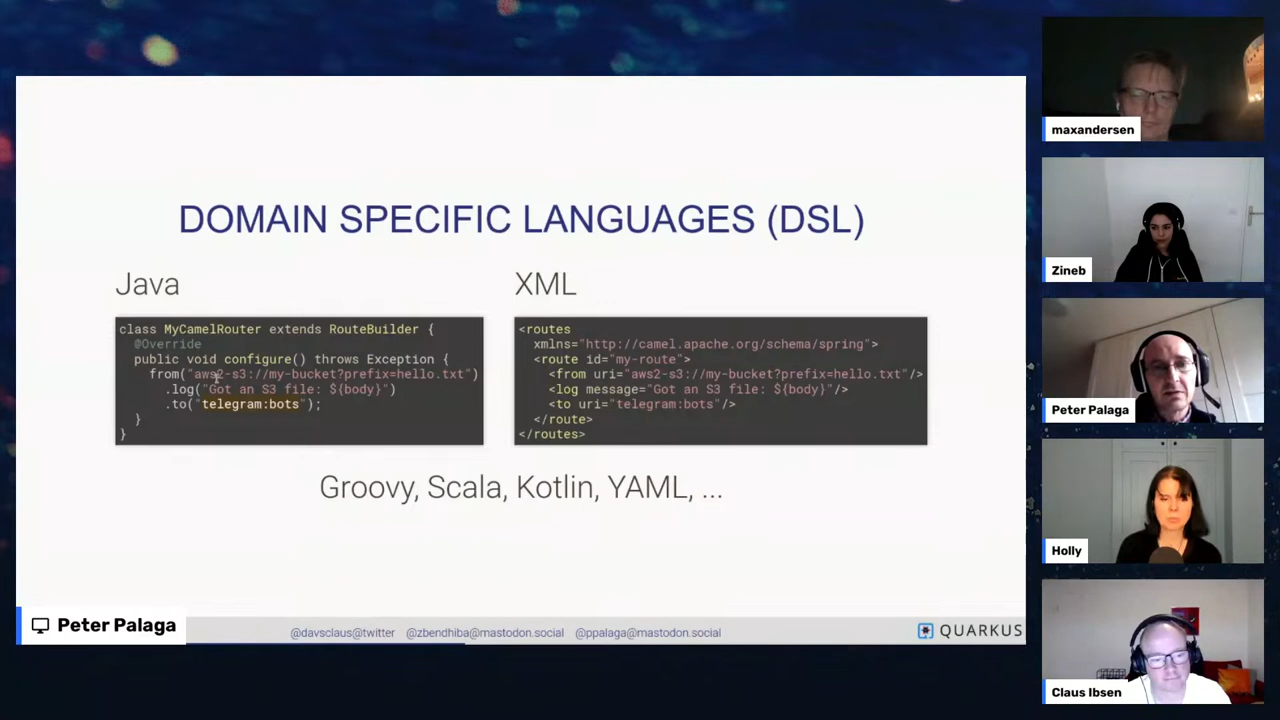 DOMAIN SPECIFIC LANGUAGES (DSL)
Java
class MyCamelRouter extends RouteBuilder {
@Override
public void configure() throws Exception {
from("aws2-s3://my-bucket?prefix=hello.txt")
.log("Got an S3 file: ${body}")
.to("telegram:bots");
}
}
XML
<routes
xmlns="http://camel.apache.org/schema/spring">
<route id="my-route">
<from uri="aws2-s3://my-bucket?prefix=hello.txt"/>
<log message="Got an S3 file: ${body}"/>
<to uri="telegram:bots"/>
</route>
</routes>
Groovy, Scala, Kotlin, YAML, ...
Peter Palaga
@davsclaus@twitter @zbendhiba@mastodon.social @ppalaga@mastodon.social
QUARKUS
maxandersen
Zineb
Peter Palaga
Holly
Claus Ibsen